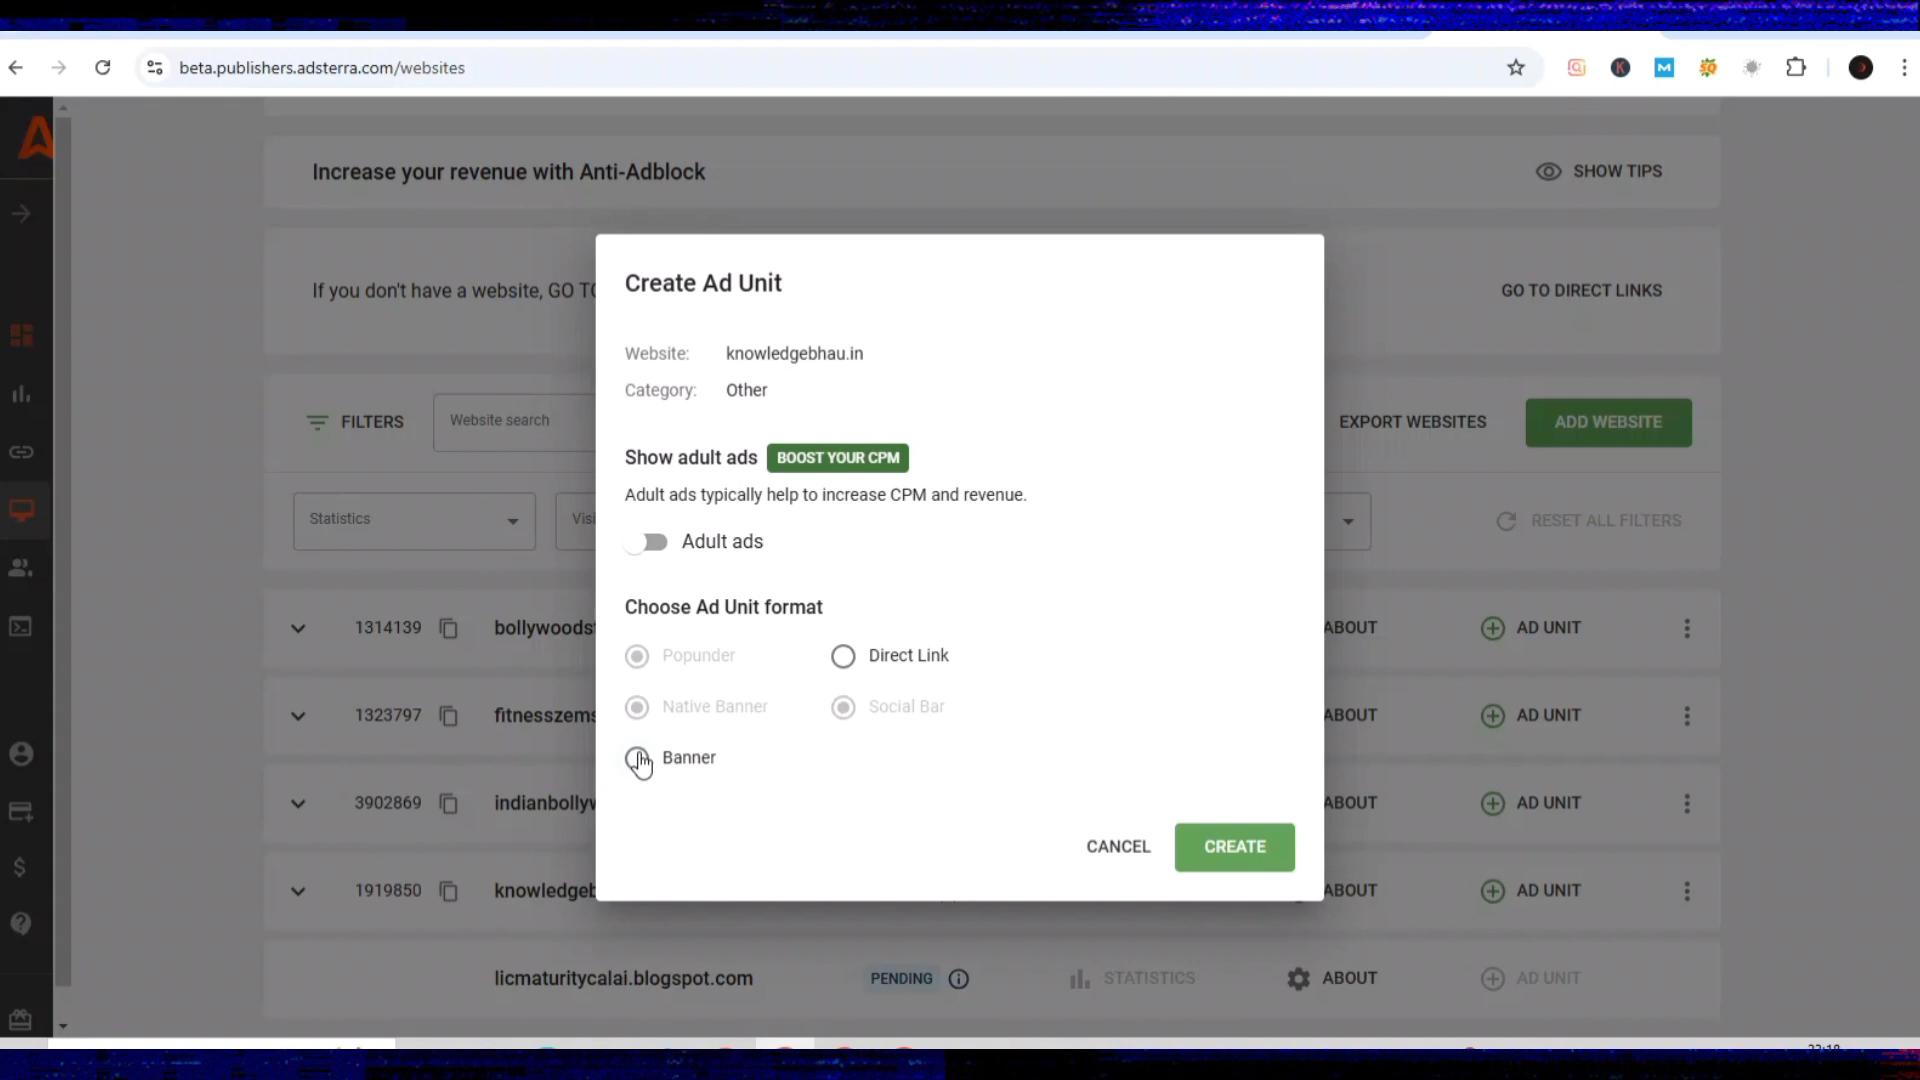 beta.publishers.adsterra.com/websites
Increase your revenue with Anti-Adblock
SHOW TIPS
If you don't have a website, GO TO
GO TO DIRECT LINKS
Create Ad Unit
Website: knowledgebhau.in
Category: Other
FILTERS
Website search
EXPORT WEBSITES
ADD WEBSITE
Show adult ads BOOST YOUR CPM
Adult ads typically help to increase CPM and revenue.
Statistics
RESET ALL FILTERS
Adult ads
Choose Ad Unit format
1314139
ABOUT
AD UNIT
Popunder
Direct Link
Native Banner
Social Bar
1323797
ABOUT
AD UNIT
Banner
3902869
ABOUT
AD UNIT
CANCEL
CREATE
1919850
ABOUT
AD UNIT
licmaturitycalai.blogspot.com
PENDING
STATISTICS
ABOUT
AD UNIT